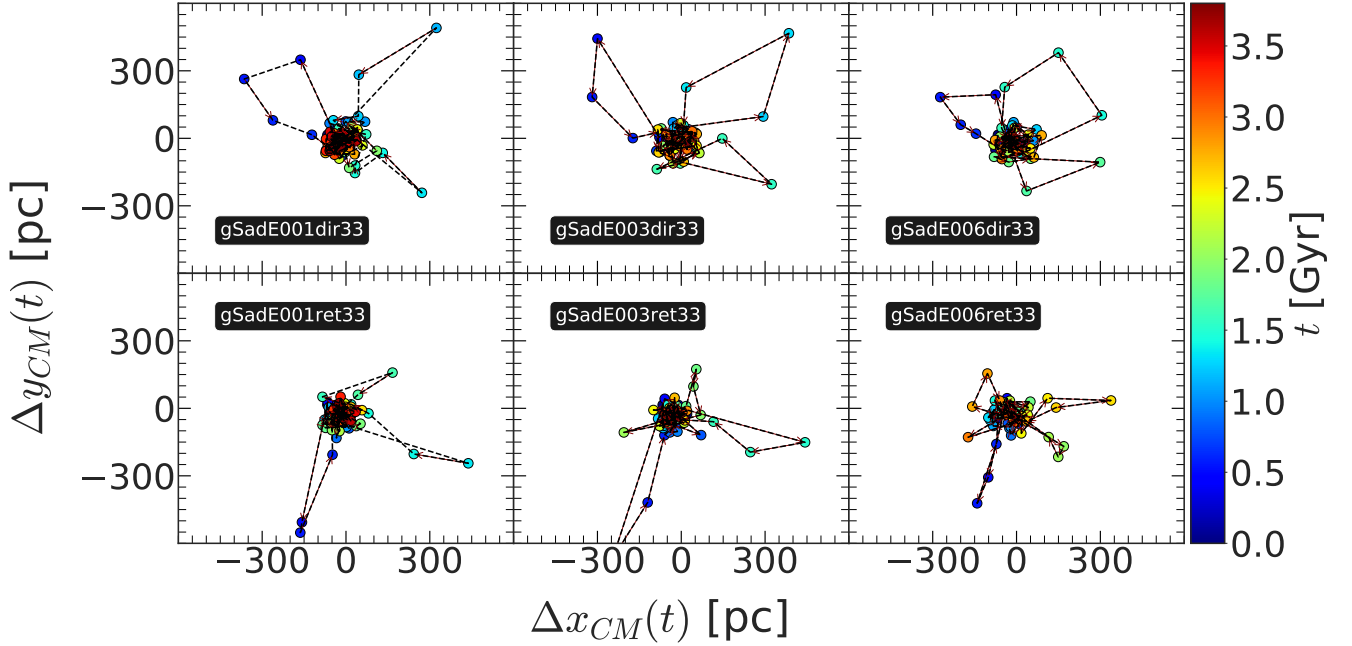 300
0
−300
gSadE001dir33
gSadE003dir33
gSadE006dir33
300
0
−300
gSadE001ret33
gSadE003ret33
gSadE006ret33
−300 0 300
−300 0 300
−300 0 300
Δx_{CM}(t) [pc]
Δy_{CM}(t) [pc]
3.5
3.0
2.5
2.0
1.5
1.0
0.5
0.0
t [Gyr]